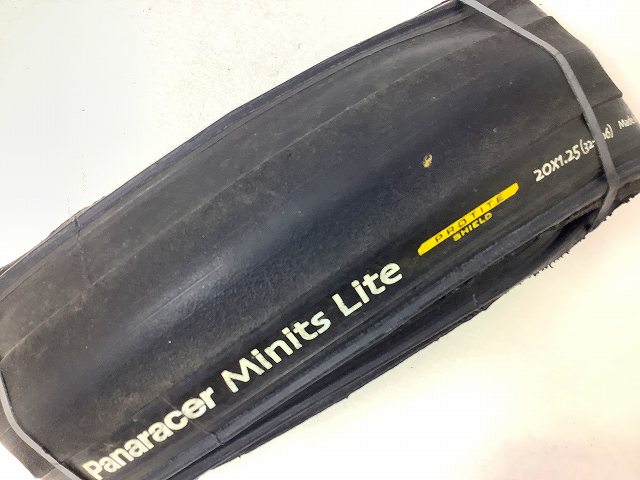 Panaracer Minits Lite
PROTITE
SHIELD
20X1.25